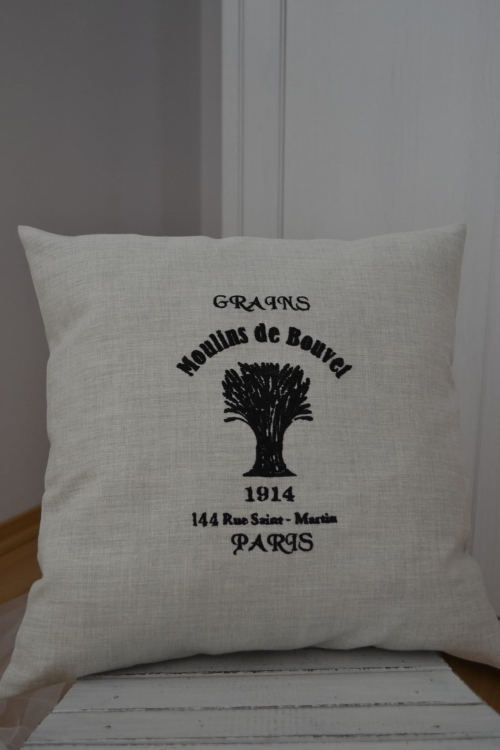 GRAINS
Moulins de Bouvet
1914
144 Rue Saint - Martin
PARIS